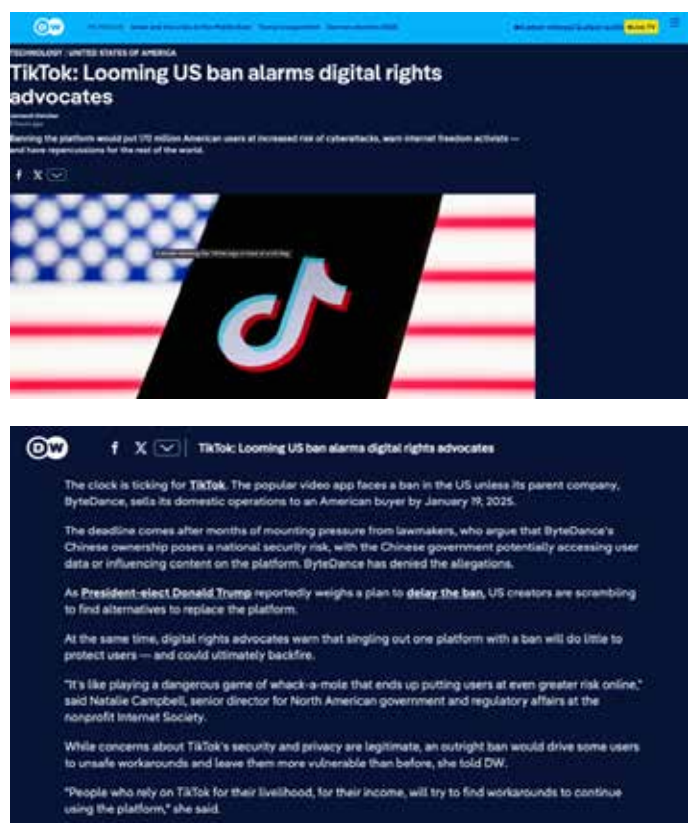 DW
TECHNOLOGY UNITED STATES OF AMERICA
TikTok: Looming US ban alarms digital rights
advocates
Banning the platform would put 170 million American users at increased risk of cyberattacks, warn internet freedom activists —
and have repercussions for the rest of the world.
DW TikTok: Looming US ban alarms digital rights advocates
The clock is ticking for TikTok. The popular video app faces a ban in the US unless its parent company,
ByteDance, sells its domestic operations to an American buyer by January 19, 2025.
The deadline comes after months of mounting pressure from lawmakers, who argue that ByteDance's
Chinese ownership poses a national security risk, with the Chinese government potentially accessing user
data or influencing content on the platform. ByteDance has denied the allegations.
As President-elect Donald Trump reportedly weighs a plan to delay the ban, US creators are scrambling
to find alternatives to replace the platform.
At the same time, digital rights advocates warn that singling out one platform with a ban will do little to
protect users — and could ultimately backfire.
"It's like playing a dangerous game of whack-a-mole that ends up putting users at even greater risk online,"
said Natalie Campbell, senior director for North American government and regulatory affairs at the
nonprofit Internet Society.
While concerns about TikTok's security and privacy are legitimate, an outright ban would drive some users
to unsafe workarounds and leave them more vulnerable than before, she told DW.
"People who rely on TikTok for their livelihood, for their income, will try to find workarounds to continue
using the platform," she said.